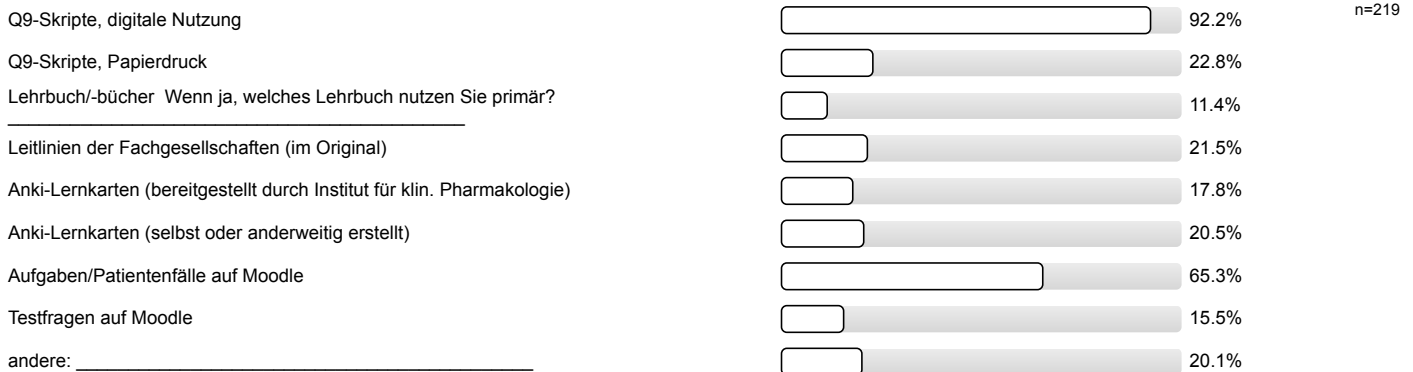 Q9-Skripte, digitale Nutzung 92.2% n=219
Q9-Skripte, Papierdruck 22.8%
Lehrbuch/-bücher Wenn ja, welches Lehrbuch nutzen Sie primär? 11.4%
Leitlinien der Fachgesellschaften (im Original) 21.5%
Anki-Lernkarten (bereitgestellt durch Institut für klin. Pharmakologie) 17.8%
Anki-Lernkarten (selbst oder anderweitig erstellt) 20.5%
Aufgaben/Patientenfälle auf Moodle 65.3%
Testfragen auf Moodle 15.5%
andere: 20.1%